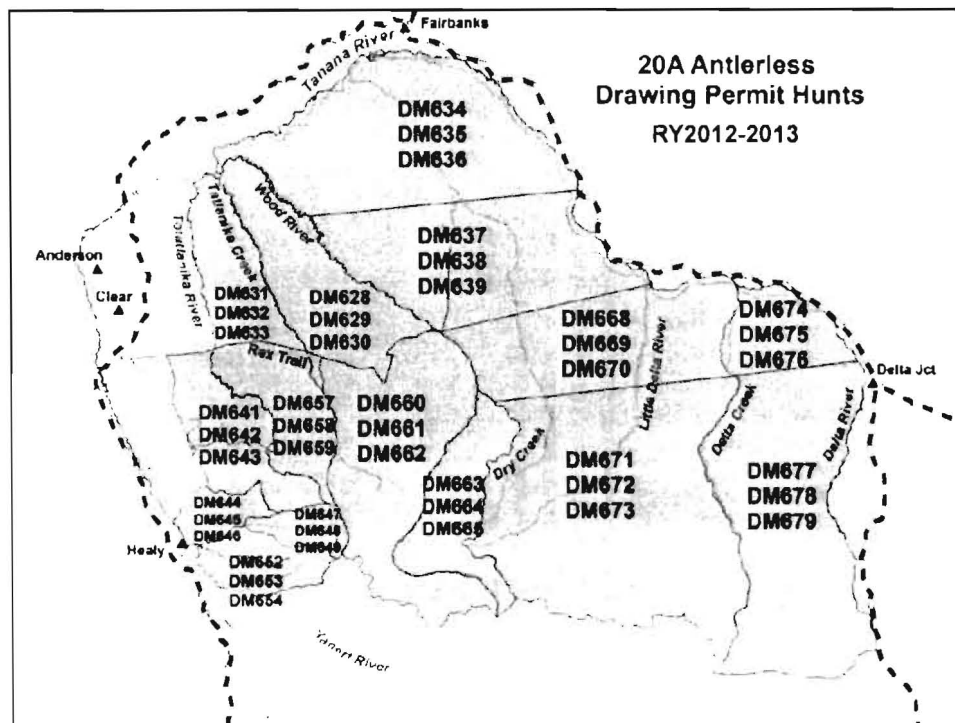 Fairbanks
Tanana River
20A Antlerless
Drawing Permit Hunts
RY2012-2013
DM634
DM635
DM636
Wood River
Tatlanika Creek
Totatlanika River
DM637
DM638
DM639
Anderson
Clear
DM631
DM632
DM633
DM628
DM629
DM630
DM668
DM669
DM670
Little Delta River
DM674
DM675
DM676
Rex Trail
Delta Jct
DM641
DM642
DM643
DM657
DM658
DM659
DM660
DM661
DM662
Dry Creek
Delta Creek
Delta River
DM663
DM664
DM665
DM671
DM672
DM673
DM677
DM678
DM679
DM644
DM645
DM646
DM647
DM648
DM649
Healy
DM652
DM653
DM654
Yanert River